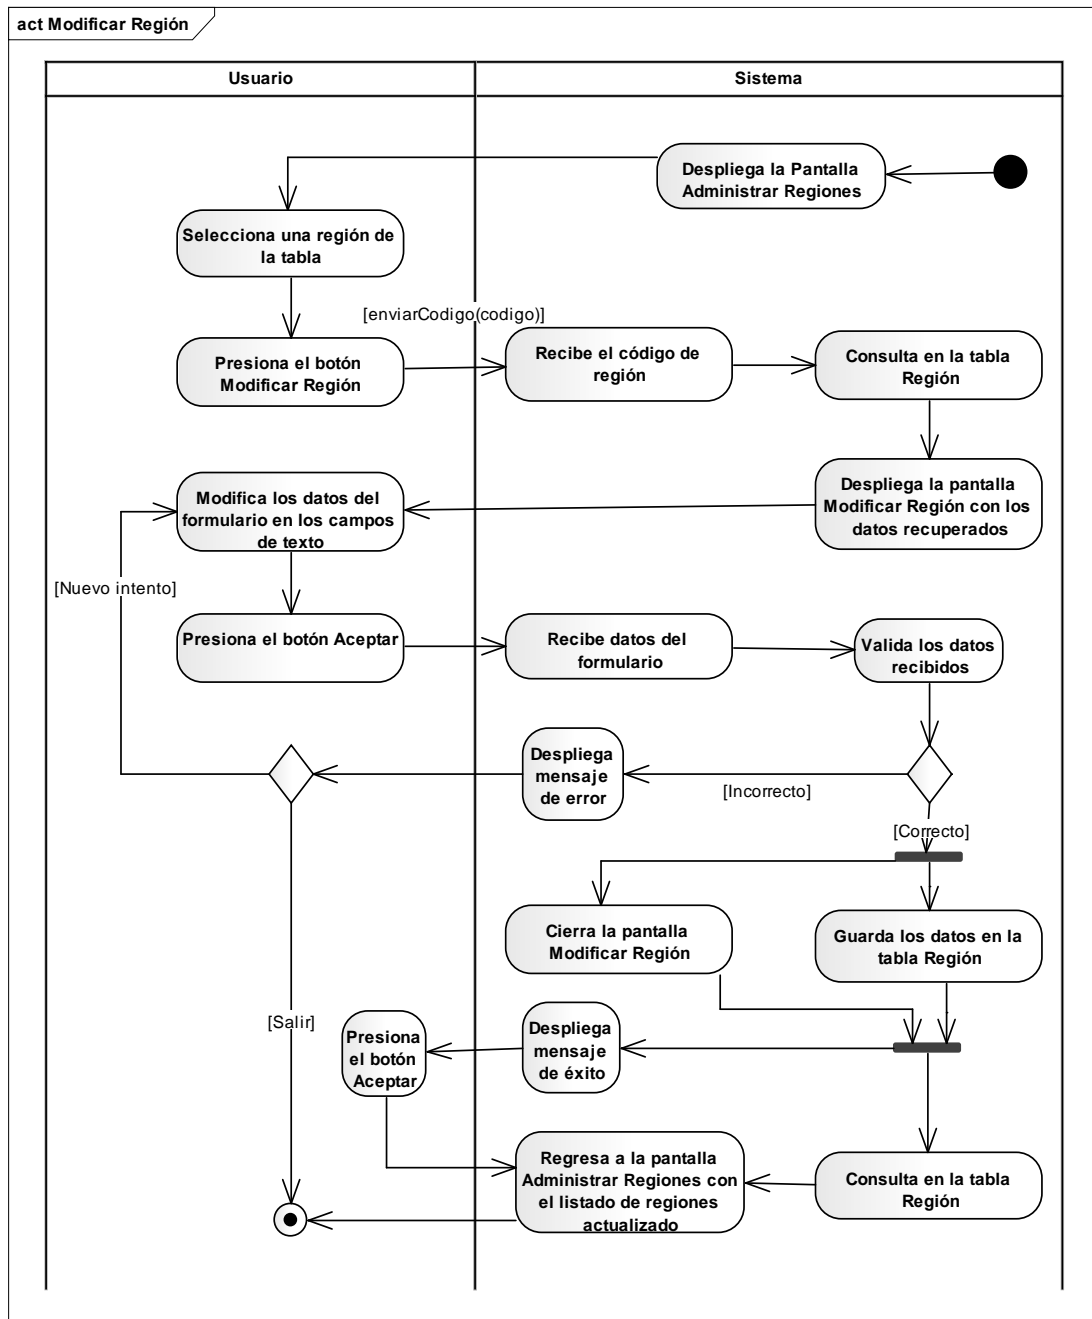 act Modificar Región
Usuario
Sistema
Despliega la Pantalla
Administrar Regiones
Selecciona una región de
la tabla
[enviarCodigo(codigo)]
Presiona el botón
Modificar Región
Recibe el código de
región
Consulta en la tabla
Región
Modifica los datos del
formulario en los campos
de texto
Despliega la pantalla
Modificar Región con los
datos recuperados
[Nuevo intento]
Presiona el botón Aceptar
Recibe datos del
formulario
Valida los datos
recibidos
Despliega
mensaje
de error
[Incorrecto]
[Correcto]
Cierra la pantalla
Modificar Región
Guarda los datos en la
tabla Región
[Salir]
Presiona
el botón
Aceptar
Despliega
mensaje
de éxito
Regresa a la pantalla
Administrar Regiones con
el listado de regiones
actualizado
Consulta en la tabla
Región